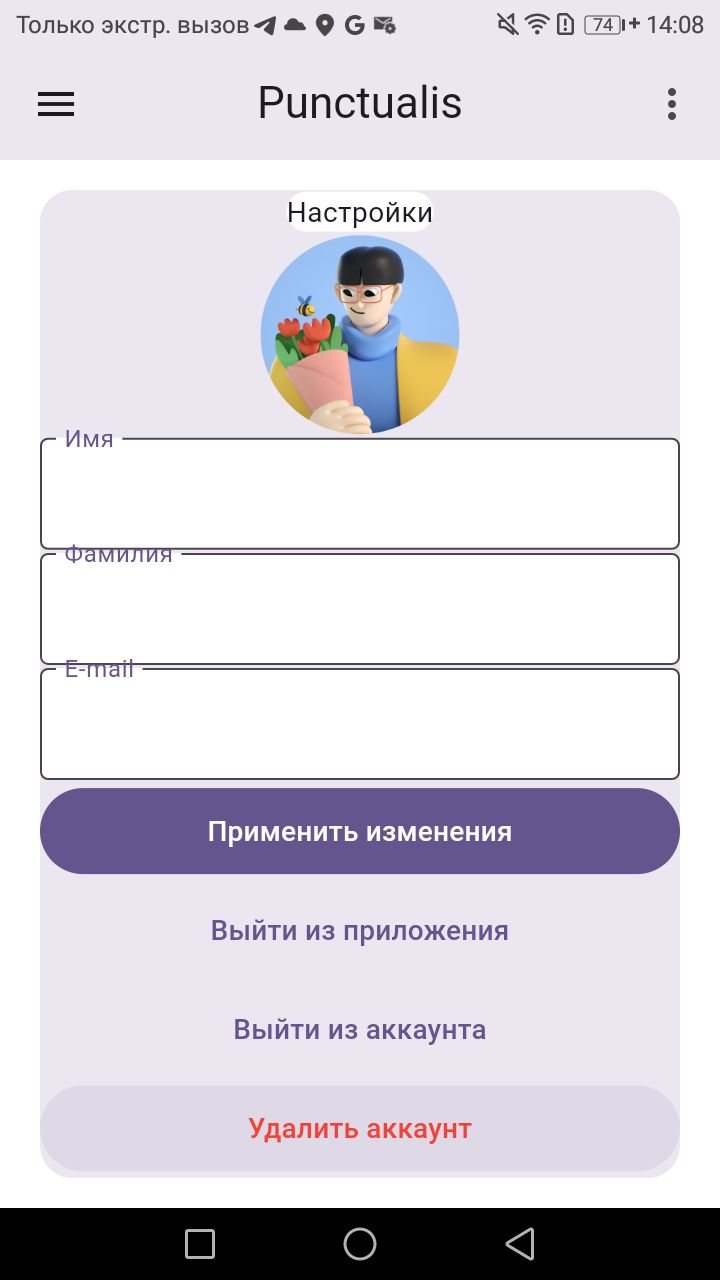 Только экстр. вызов 74 14:08
Punctualis
Настройки
Имя
Фамилия
E-mail
Применить изменения
Выйти из приложения
Выйти из аккаунта
Удалить аккаунт